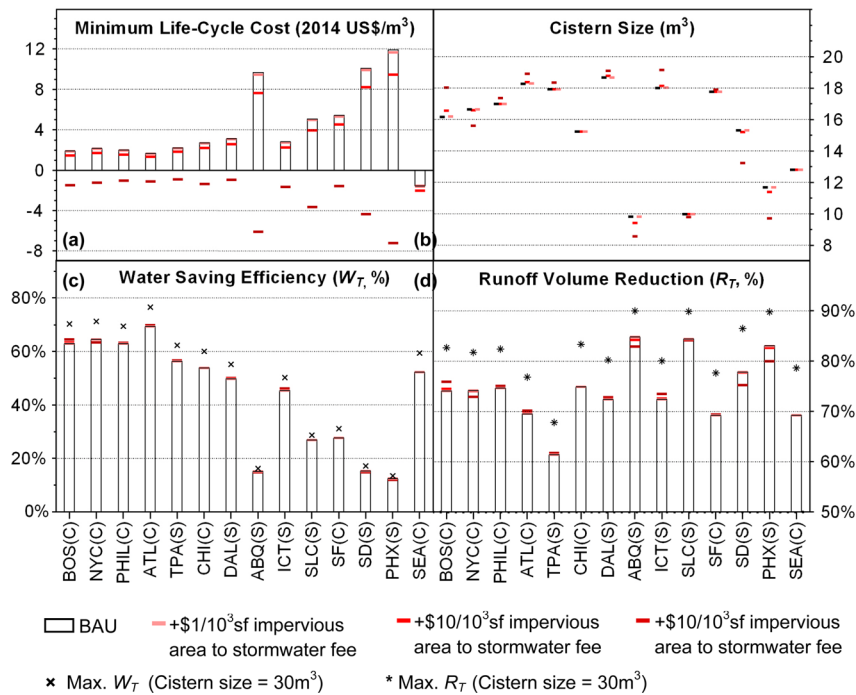 Minimum Life-Cycle Cost (2014 US$/m³)
Cistern Size (m³)
12
8
4
0
-4
-8
(a)
(b)
22
20
18
16
14
12
10
8
(c)
Water Saving Efficiency (W_T, %)
(d)
Runoff Volume Reduction (R_T, %)
80%
60%
40%
20%
0%
90%
80%
70%
60%
50%
BOS(C)
NYC(C)
PHIL(C)
ATL(C)
TPA(S)
CHI(C)
DAL(S)
ABQ(S)
ICT(S)
SLC(S)
SF(C)
SD(S)
PHX(S)
SEA(C)
BOS(C)
NYC(C)
PHIL(C)
ATL(C)
TPA(S)
CHI(C)
DAL(S)
ABQ(S)
ICT(S)
SLC(S)
SF(C)
SD(S)
PHX(S)
SEA(C)
BAU
+$1/10³sf impervious
area to stormwater fee
+$10/10³sf impervious
area to stormwater fee
+$10/10³sf impervious
area to stormwater fee
× Max. W_T (Cistern size = 30m³)
* Max. R_T (Cistern size = 30m³)